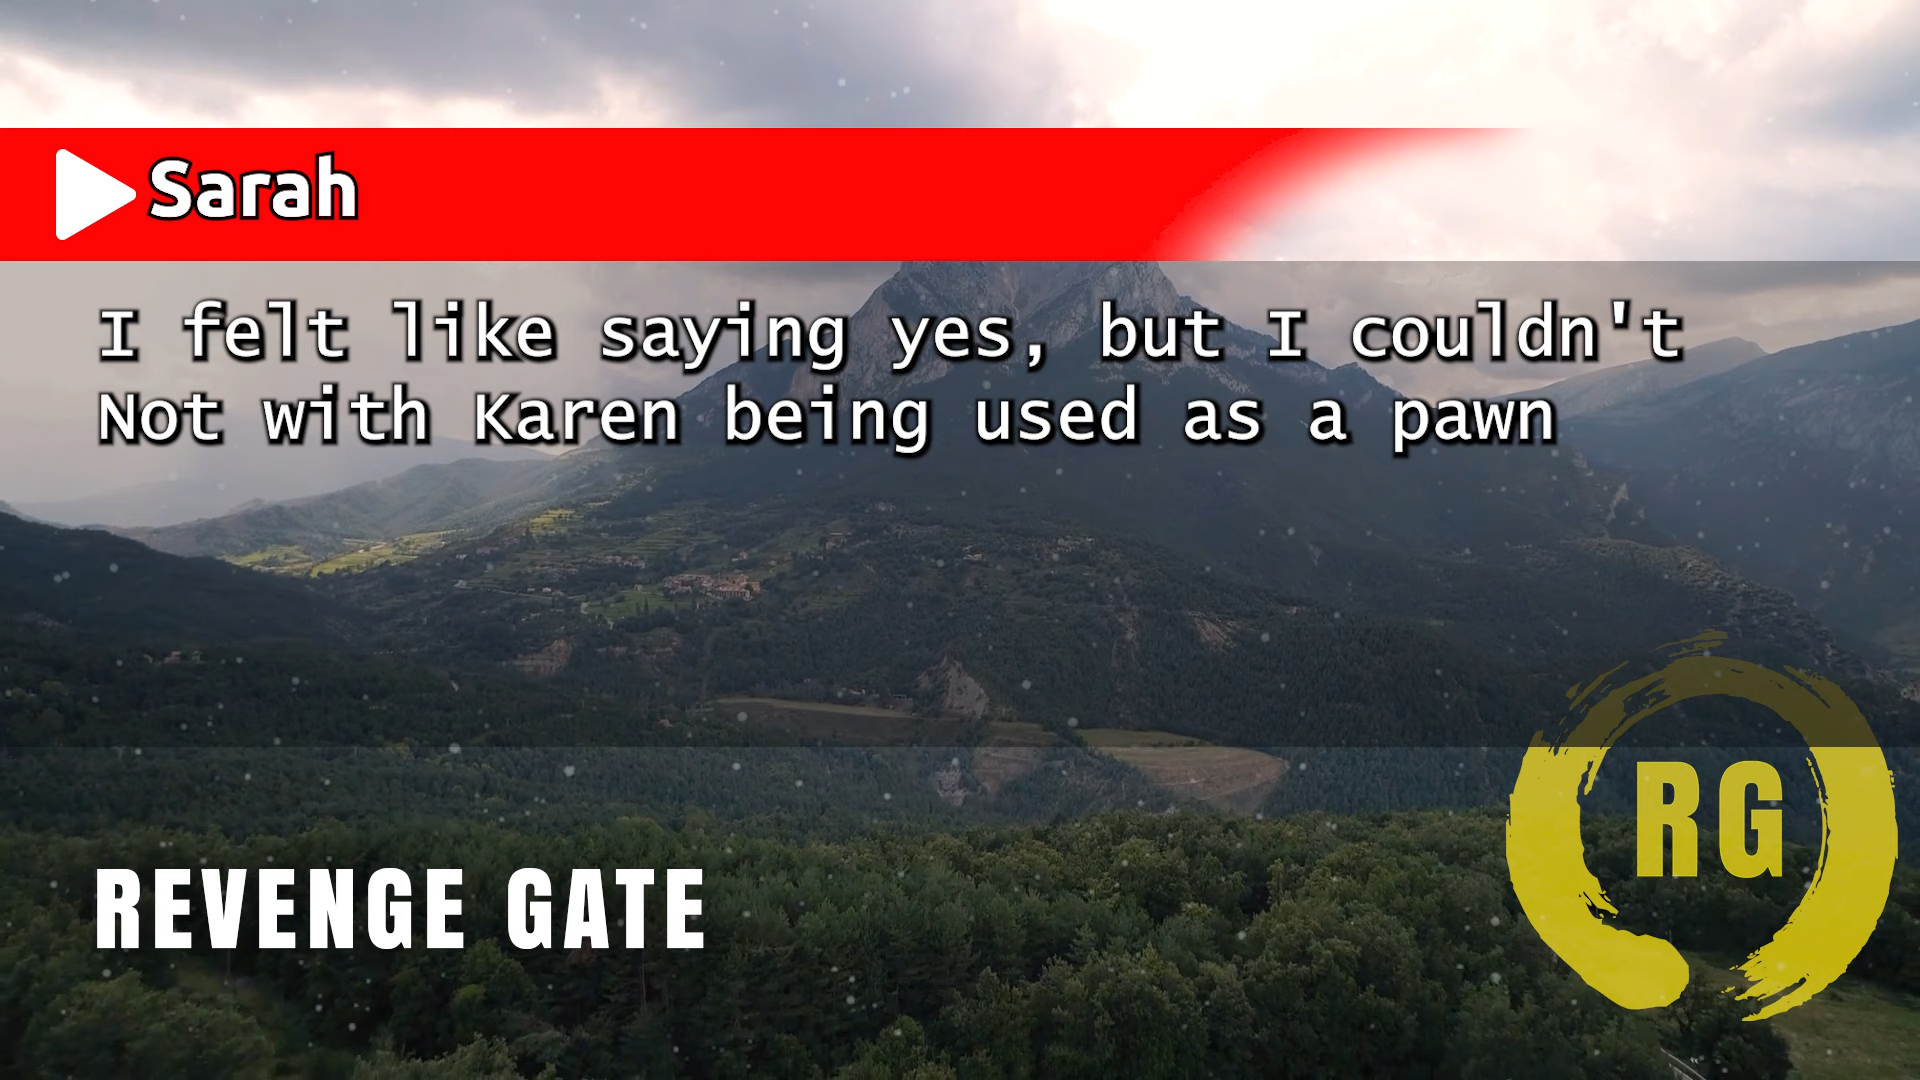 Sarah
I felt like saying yes, but I couldn't
Not with Karen being used as a pawn
REVENGE GATE
RG